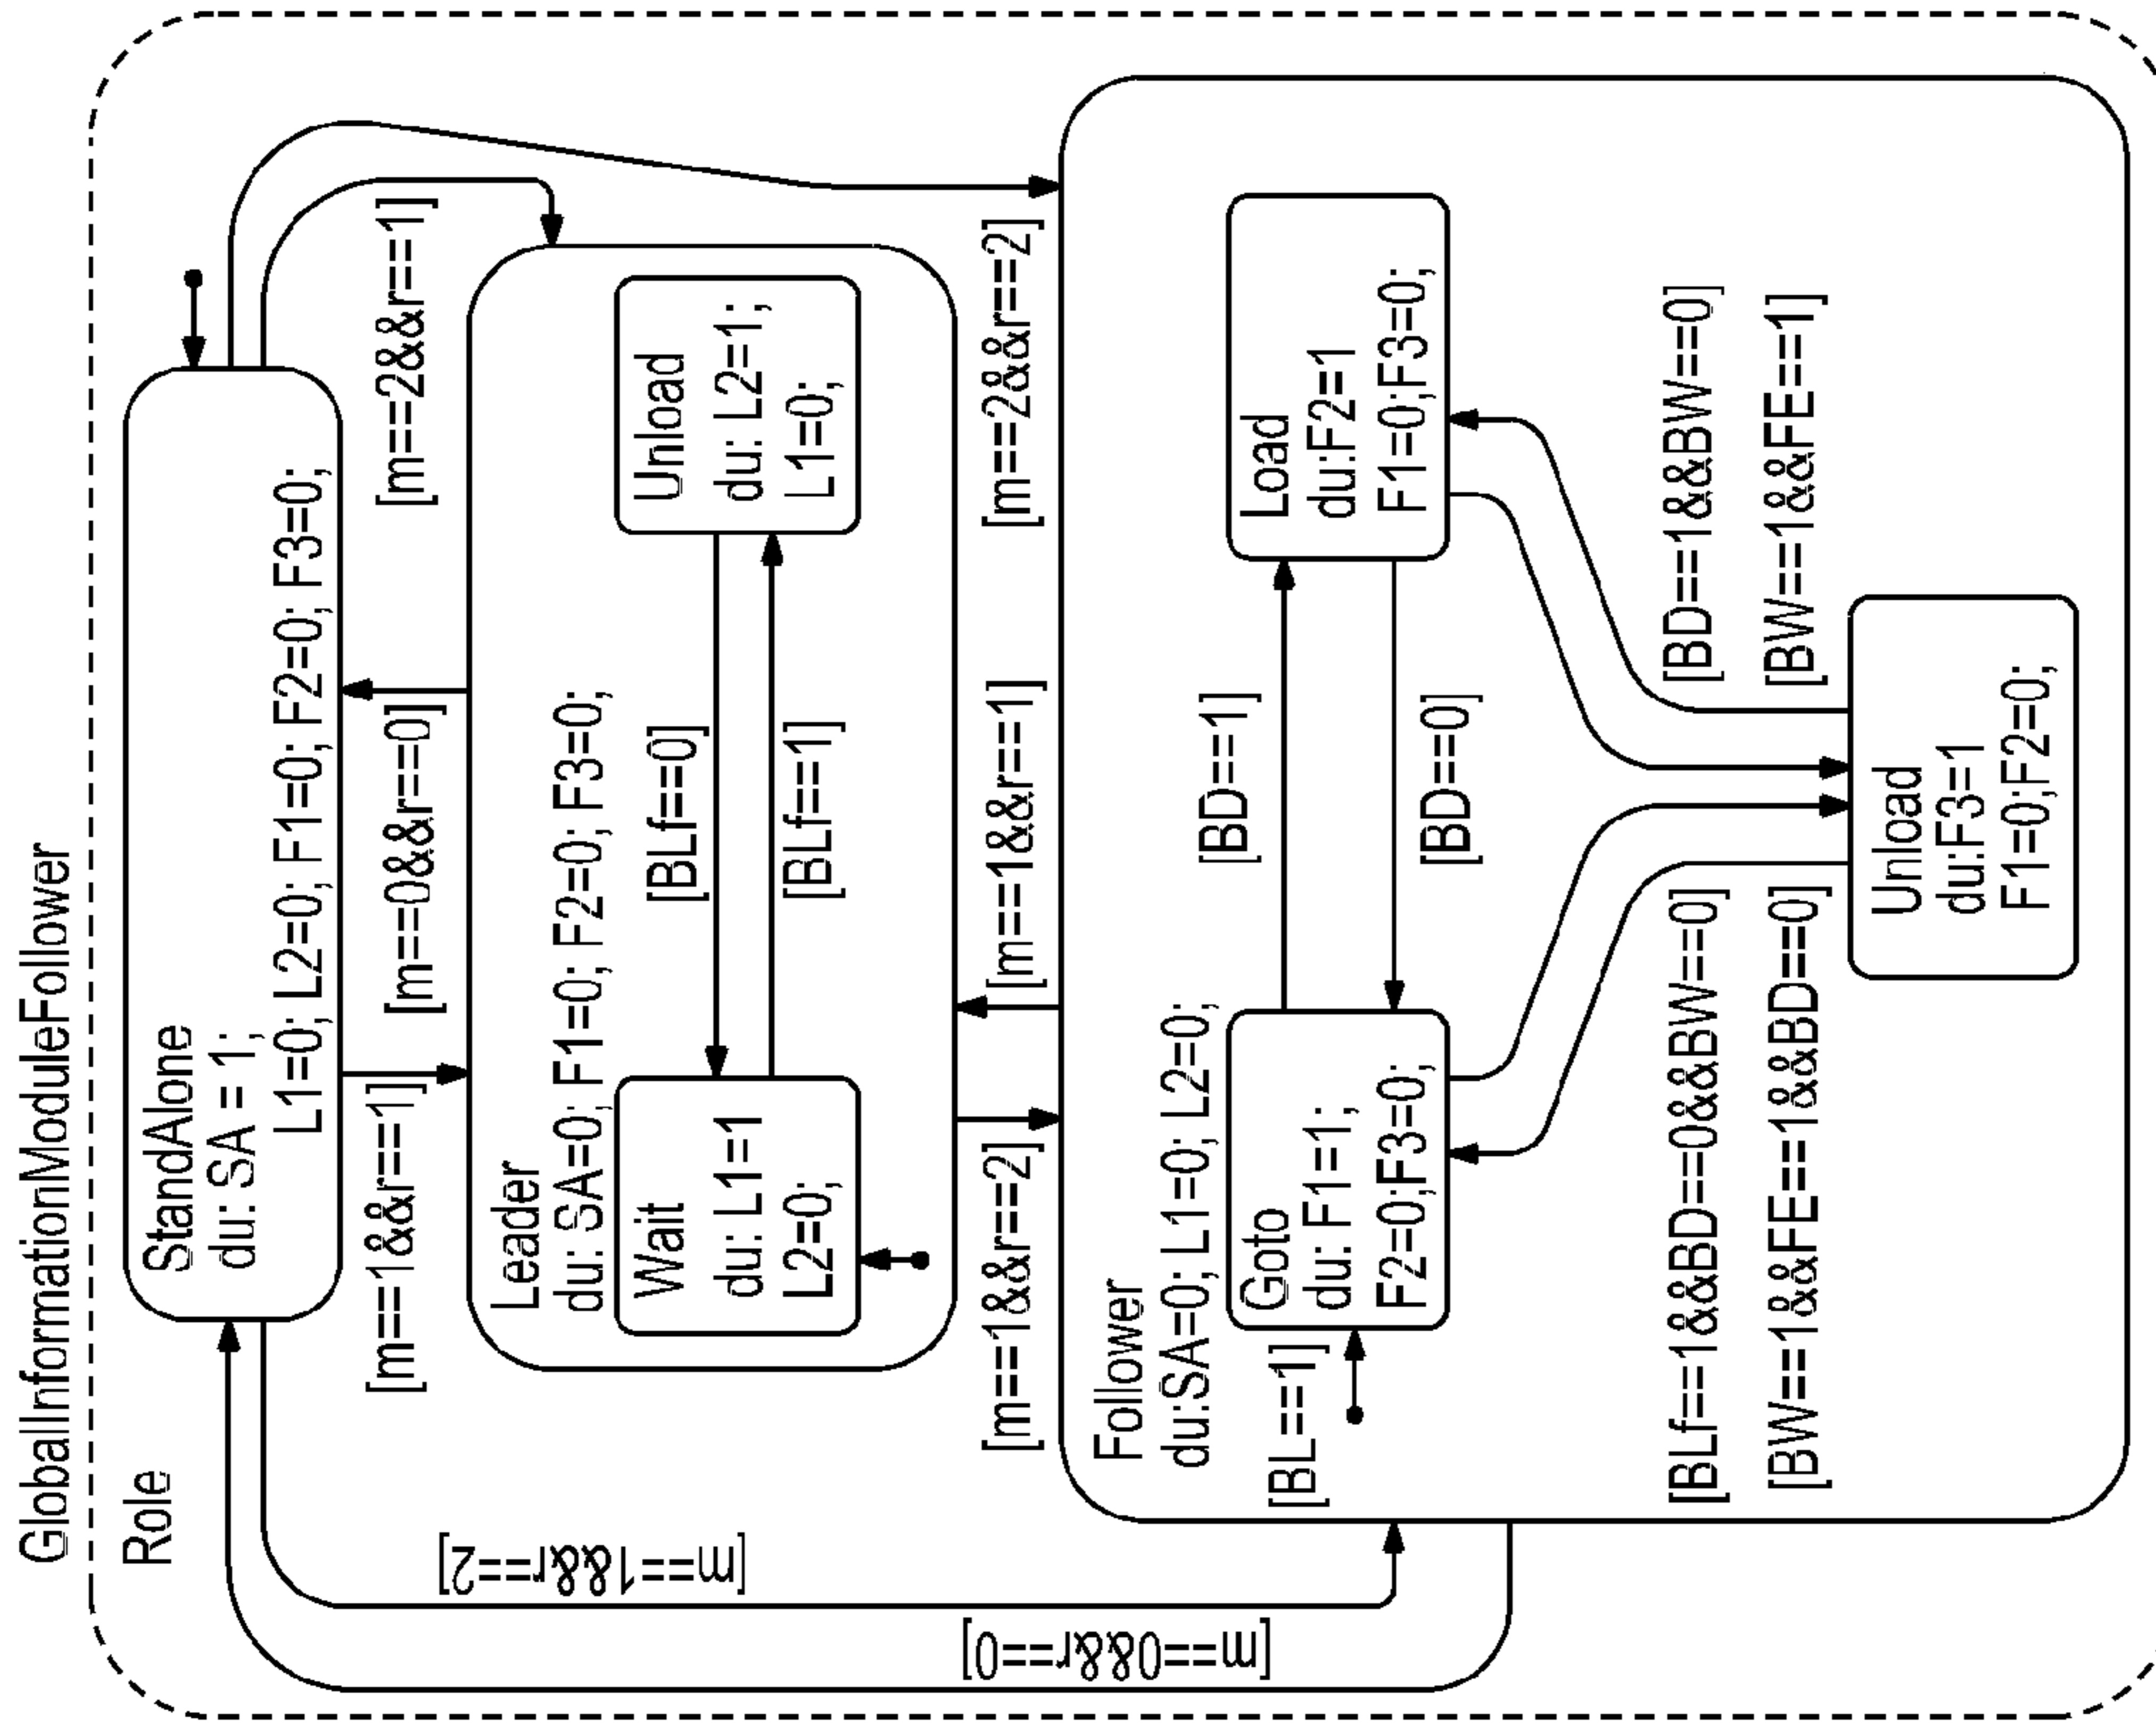 GlobalInformationModuleFollower
Role
StandAlone
du: SA = 1;
L1=0; L2=0; F1=0; F2=0; F3=0;
[m==1&&r==1]
[m==0&&r==0]
[m==2&&r==1]
Leader
du: SA=0; F1=0; F2=0; F3=0;
Wait
du: L1=1
L2=0;
[BLf==0]
[BLf==1]
Unload
du: L2=1;
L1=0;
[m==1&&r==2]
[m==0&&r==0]
[m==1&&r==2]
[m==1&&r==1]
[m==2&&r==2]
Follower
du:SA=0; L1=0; L2=0;
[BL==1]
Goto
du: F1=1;
F2=0;F3=0;
[BD==1]
[BD==0]
Load
du:F2=1
F1=0;F3=0;
[BLf==1&&BD==0&&BW==0]
[BW==1&&FE==1&&BD==0]
[BD==1&&BW==0]
[BW==1&&FE==1]
Unload
du:F3=1
F1=0;F2=0;